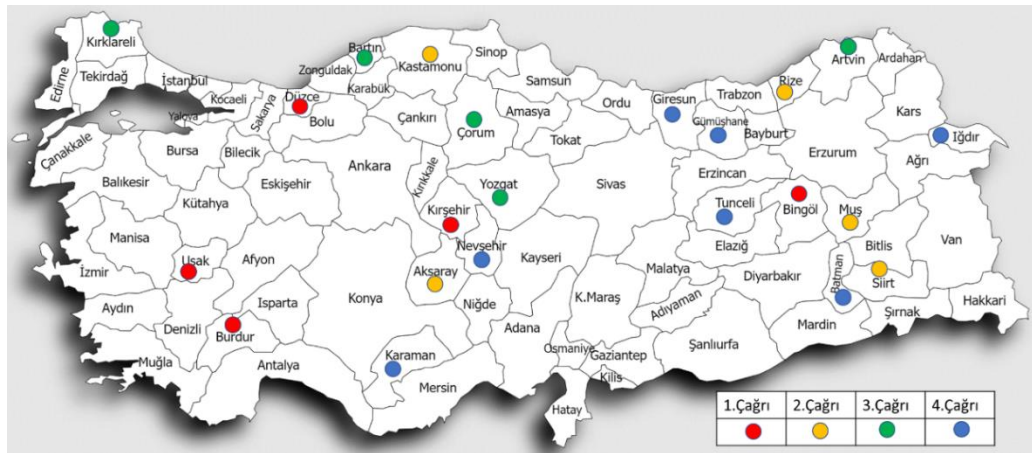 Kırklareli
Edirne
Tekirdağ
İstanbul
Kocaeli
Yalova
Sakarya
Düzce
Bolu
Zonguldak
Bartın
Karabük
Kastamonu
Sinop
Samsun
Çankırı
Çorum
Amasya
Tokat
Ordu
Giresun
Trabzon
Gümüşhane
Bayburt
Rize
Artvin
Ardahan
Kars
Iğdır
Ağrı
Erzurum
Erzincan
Sivas
Yozgat
Kırıkkale
Ankara
Eskişehir
Bilecik
Bursa
Çanakkale
Balıkesir
Kütahya
Manisa
İzmir
Uşak
Afyon
Kırşehir
Nevşehir
Aksaray
Kayseri
Niğde
Konya
Isparta
Burdur
Denizli
Aydın
Muğla
Antalya
Karaman
Mersin
Adana
Osmaniye
Hatay
Kilis
Gaziantep
K.Maraş
Malatya
Adıyaman
Şanlıurfa
Elazığ
Tunceli
Bingöl
Muş
Bitlis
Van
Diyarbakır
Batman
Siirt
Mardin
Şırnak
Hakkari
1.Çağrı 2.Çağrı 3.Çağrı 4.Çağrı